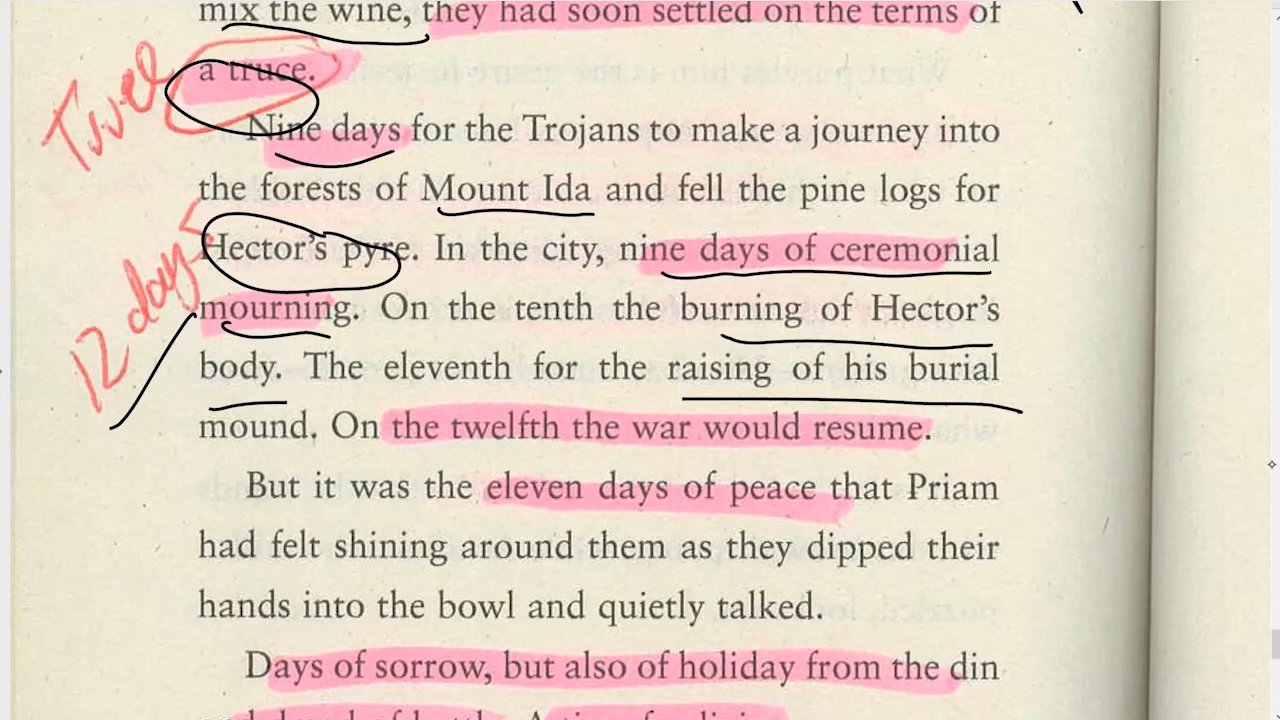 mix the wine, they had soon settled on the terms of
a truce.
Nine days for the Trojans to make a journey into
the forests of Mount Ida and fell the pine logs for
Hector's pyre. In the city, nine days of ceremonial
mourning. On the tenth the burning of Hector's
body. The eleventh for the raising of his burial
mound. On the twelfth the war would resume.
But it was the eleven days of peace that Priam
had felt shining around them as they dipped their
hands into the bowl and quietly talked.
Days of sorrow, but also of holiday from the din
12 days